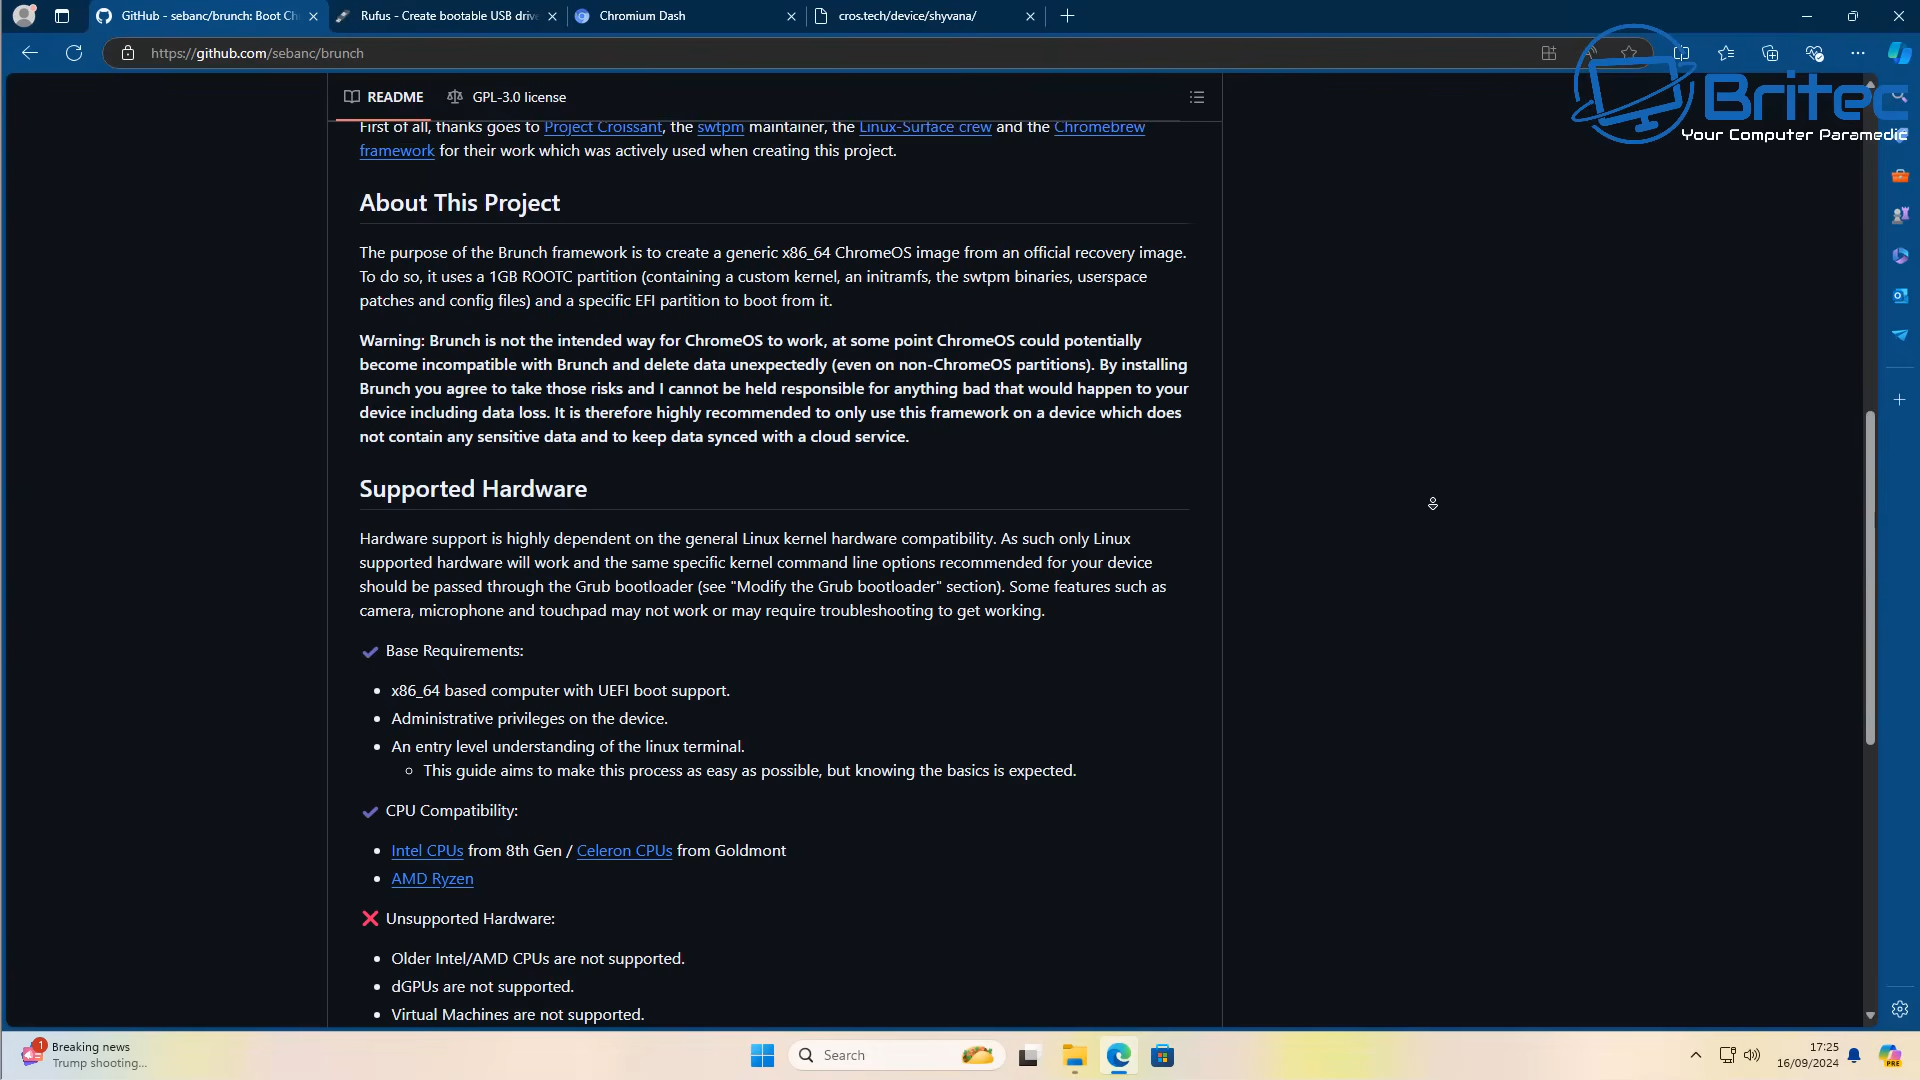 GitHub - sebanc/brunch: Boot Ch
Rufus - Create bootable USB drive
Chromium Dash
cros.tech/device/shyvana/
https://github.com/sebanc/brunch
Britec
Your Computer Paramedic
README
GPL-3.0 license
First of all, thanks goes to Project Croissant, the swtpm maintainer, the Linux-Surface crew and the Chromebrew
framework for their work which was actively used when creating this project.
About This Project
The purpose of the Brunch framework is to create a generic x86_64 ChromeOS image from an official recovery image.
To do so, it uses a 1GB ROOTC partition (containing a custom kernel, an initramfs, the swtpm binaries, userspace
patches and config files) and a specific EFI partition to boot from it.
Warning: Brunch is not the intended way for ChromeOS to work, at some point ChromeOS could potentially
become incompatible with Brunch and delete data unexpectedly (even on non-ChromeOS partitions). By installing
Brunch you agree to take those risks and I cannot be held responsible for anything bad that would happen to your
device including data loss. It is therefore highly recommended to only use this framework on a device which does
not contain any sensitive data and to keep data synced with a cloud service.
Supported Hardware
Hardware support is highly dependent on the general Linux kernel hardware compatibility. As such only Linux
supported hardware will work and the same specific kernel command line options recommended for your device
should be passed through the Grub bootloader (see "Modify the Grub bootloader" section). Some features such as
camera, microphone and touchpad may not work or may require troubleshooting to get working.
Base Requirements:
x86_64 based computer with UEFI boot support.
Administrative privileges on the device.
An entry level understanding of the linux terminal.
This guide aims to make this process as easy as possible, but knowing the basics is expected.
CPU Compatibility:
Intel CPUs from 8th Gen / Celeron CPUs from Goldmont
AMD Ryzen
Unsupported Hardware:
Older Intel/AMD CPUs are not supported.
dGPUs are not supported.
Virtual Machines are not supported.
1
Breaking news
Trump shooting...
Search
17:25
16/09/2024
PRE